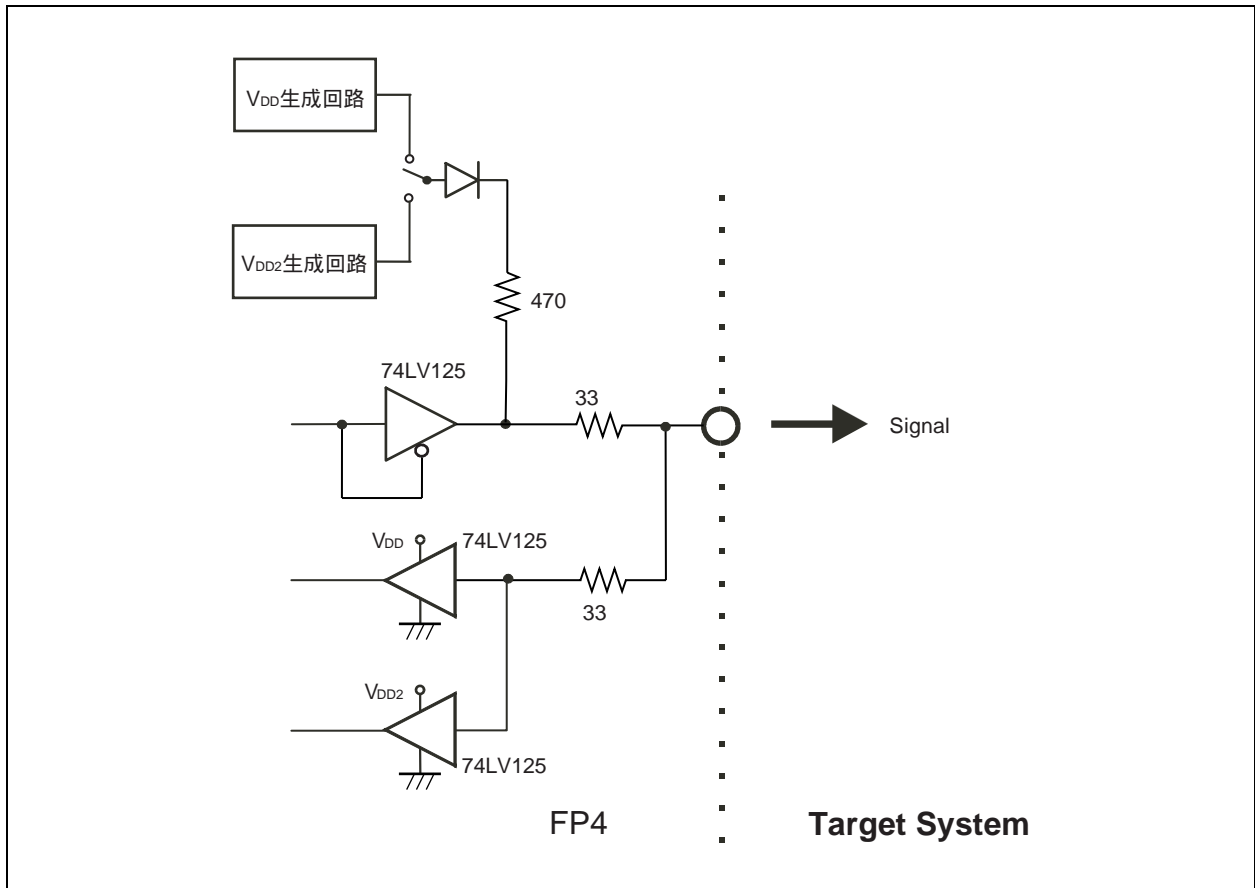 VDD生成回路
VDD2生成回路
470
74LV125
33
Signal
VDD
74LV125
33
VDD2
74LV125
FP4
Target System